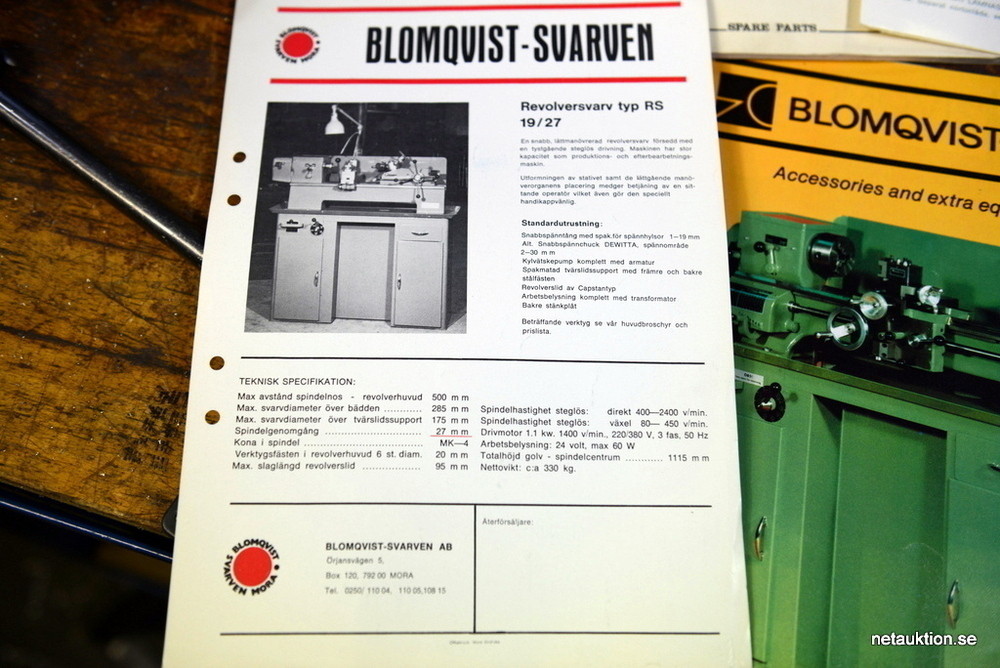 BLOMQVIST
SVARVEN MORA
BLOMQVIST-SVARVEN
Revolversvarv typ RS
19/27
En snabb, lättmanövrerad revolversvarv försedd med
en tystgående steglös drivning. Maskinen har stor
kapacitet som produktions- och efterbearbetnings-
maskin.
Utformningen av stativet samt de lättgående manö-
verorganens placering medger betjäning av en sit-
tande operatör vilket även gör den speciellt
handikappvänlig.
Standardutrustning:
Snabbspänntång med spak.för spännhylsor 1—19 mm
Alt. Snabbspännchuck DEWITTA, spännområde
2—30 m m
Kylvätskepump komplett med armatur
Spakmatad tvärslidssupport med främre och bakre
stålfästen
Revolverslid av Capstantyp
Arbetsbelysning komplett med transformator
Bakre stänkplåt
Beträffande verktyg se vår huvudbroschyr och
prislista.
TEKNISK SPECIFIKATION:
Max avstånd spindelnos - revolverhuvud 500 m m
Max. svarvdiameter över bädden ............ 285 m m
Max. svarvdiameter över tvärslidssupport 175 m m
Spindelgenomgång .............................. 27 m m
Kona i spindel .................................... MK—4
Verktygsfästen i revolverhuvud 6 st. diam. 20 m m
Max. slaglängd revolverslid .................. 95 m m
Spindelhastighet steglös: direkt 400—2400 v/min.
Spindelhastighet steglös: växel 80— 450 v/min.
Drivmotor 1.1 kw. 1400 v/min., 220/380 V, 3 fas, 50 Hz
Arbetsbelysning: 24 volt, max 60 W
Totalhöjd golv - spindelcentrum ............ 1115 m m
Nettovikt: c:a 330 kg.
BLOMQVIST
SVARVEN MORA
BLOMQVIST-SVARVEN AB
Örjansvägen 5,
Box 120, 792 00 MORA
Tel. 0250/ 110 04, 110 05,108 15
Återförsäljare:
SPARE PARTS
BLOMQVIST-
Accessories and extra eq
netauktion.se